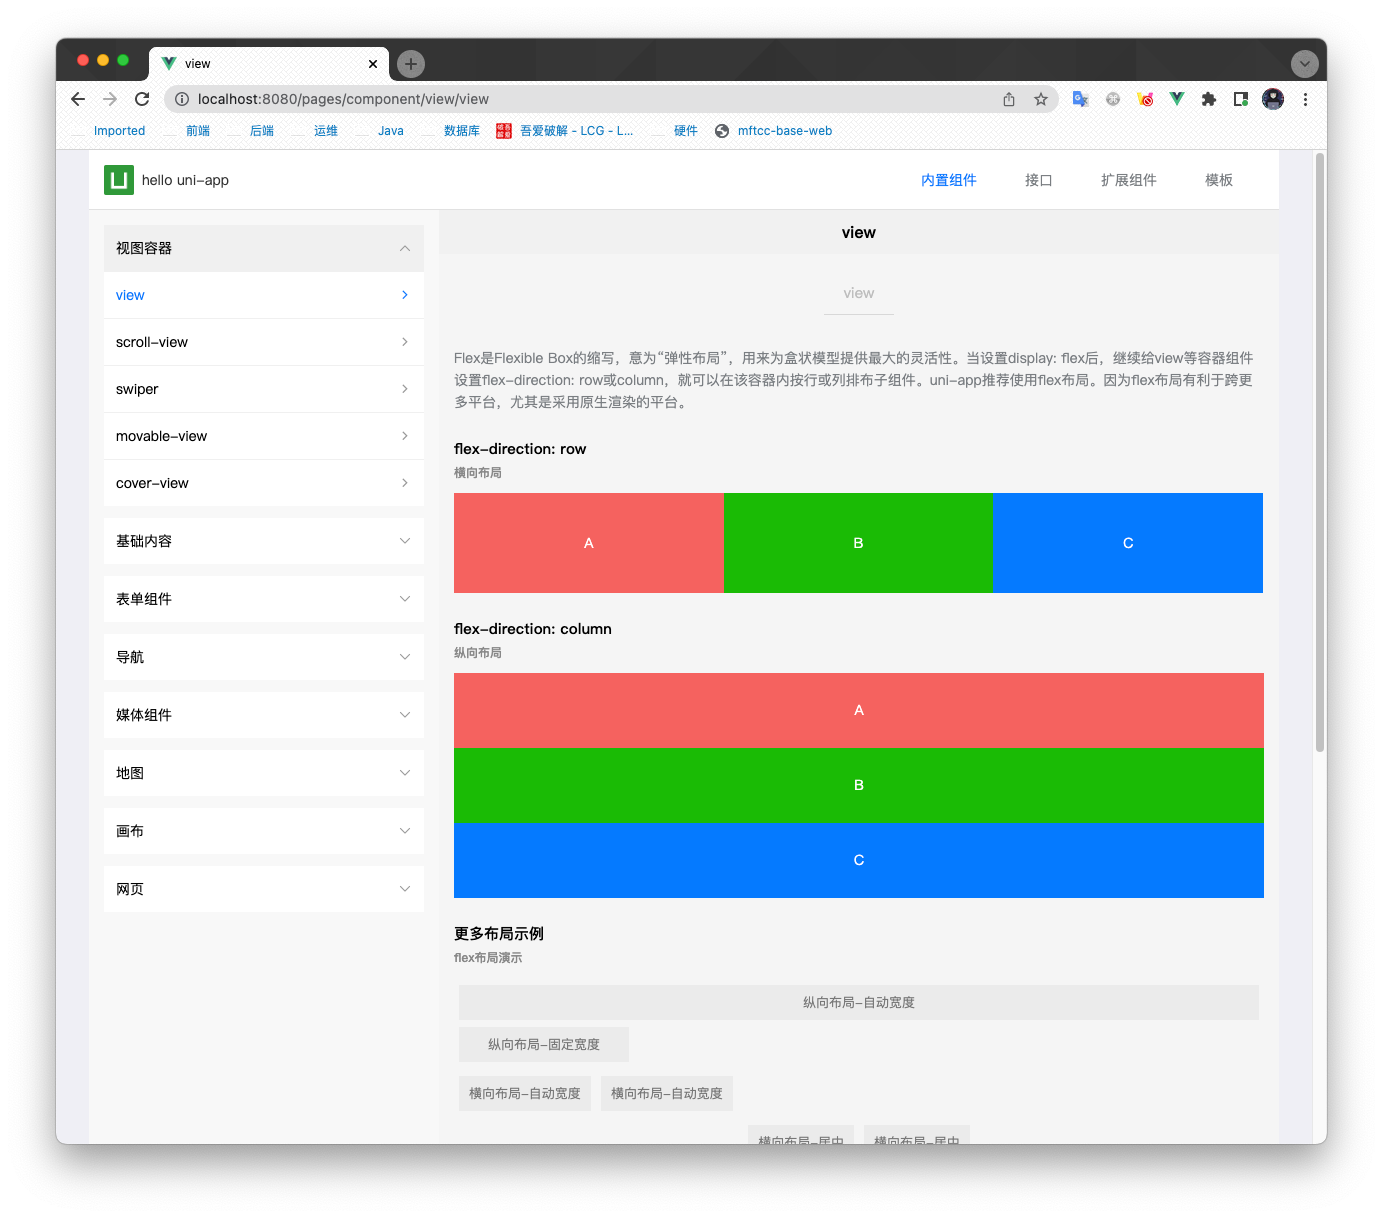 view
localhost:8080/pages/component/view/view
Imported 前端 后端 运维 Java 数据库 吾爱破解 - LCG - L... 硬件 mftcc-base-web
hello uni-app 内置组件 接口 扩展组件 模板
视图容器
view
scroll-view
swiper
movable-view
cover-view
基础内容
表单组件
导航
媒体组件
地图
画布
网页
view
view
Flex是Flexible Box的缩写，意为“弹性布局”，用来为盒状模型提供最大的灵活性。当设置display: flex后，继续给view等容器组件
设置flex-direction: row或column，就可以在该容器内按行或列排布子组件。uni-app推荐使用flex布局。因为flex布局有利于跨更
多平台，尤其是采用原生渲染的平台。
flex-direction: row
横向布局
A B C
flex-direction: column
纵向布局
A
B
C
更多布局示例
flex布局演示
纵向布局-自动宽度
纵向布局-固定宽度
横向布局-自动宽度 横向布局-自动宽度
横向布局-居中 横向布局-居中